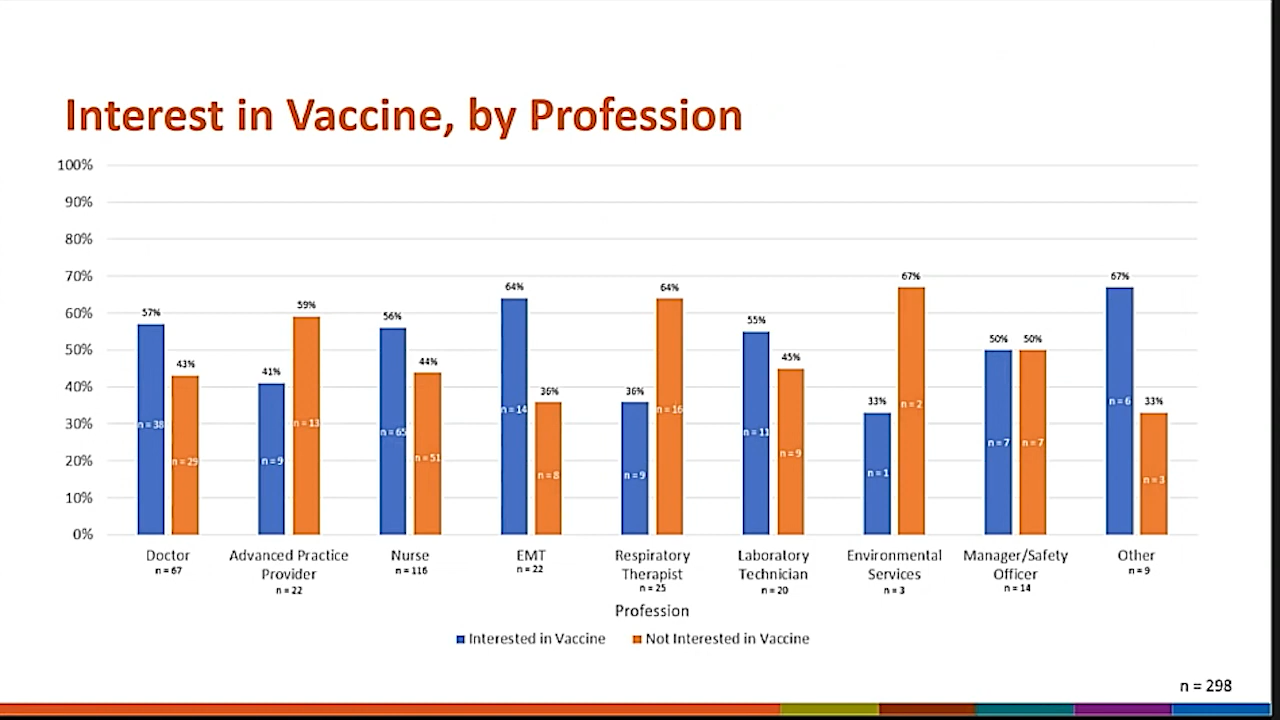 Interest in Vaccine, by Profession
100%
90%
80%
70%
60%
50%
40%
30%
20%
10%
0%
57%
43%
41%
59%
56%
44%
64%
36%
36%
64%
55%
45%
33%
67%
50%
50%
67%
33%
n = 38
n = 29
n = 9
n = 13
n = 65
n = 51
n = 14
n = 8
n = 9
n = 16
n = 11
n = 9
n = 1
n = 2
n = 7
n = 7
n = 6
n = 3
Doctor
n = 67
Advanced Practice
Provider
n = 22
Nurse
n = 116
EMT
n = 22
Respiratory
Therapist
n = 25
Laboratory
Technician
n = 20
Environmental
Services
n = 3
Manager/Safety
Officer
n = 14
Other
n = 9
Profession
Interested in Vaccine
Not Interested in Vaccine
n = 298